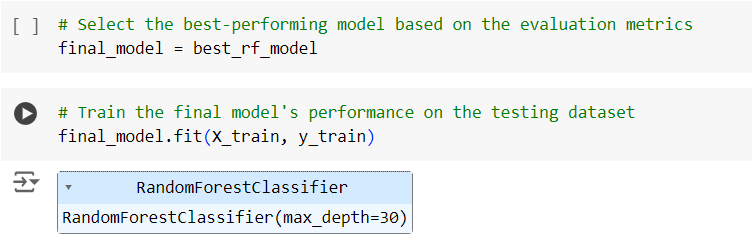 [ ] # Select the best-performing model based on the evaluation metrics
final_model = best_rf_model
# Train the final model's performance on the testing dataset
final_model.fit(X_train, y_train)
RandomForestClassifier
RandomForestClassifier(max_depth=30)